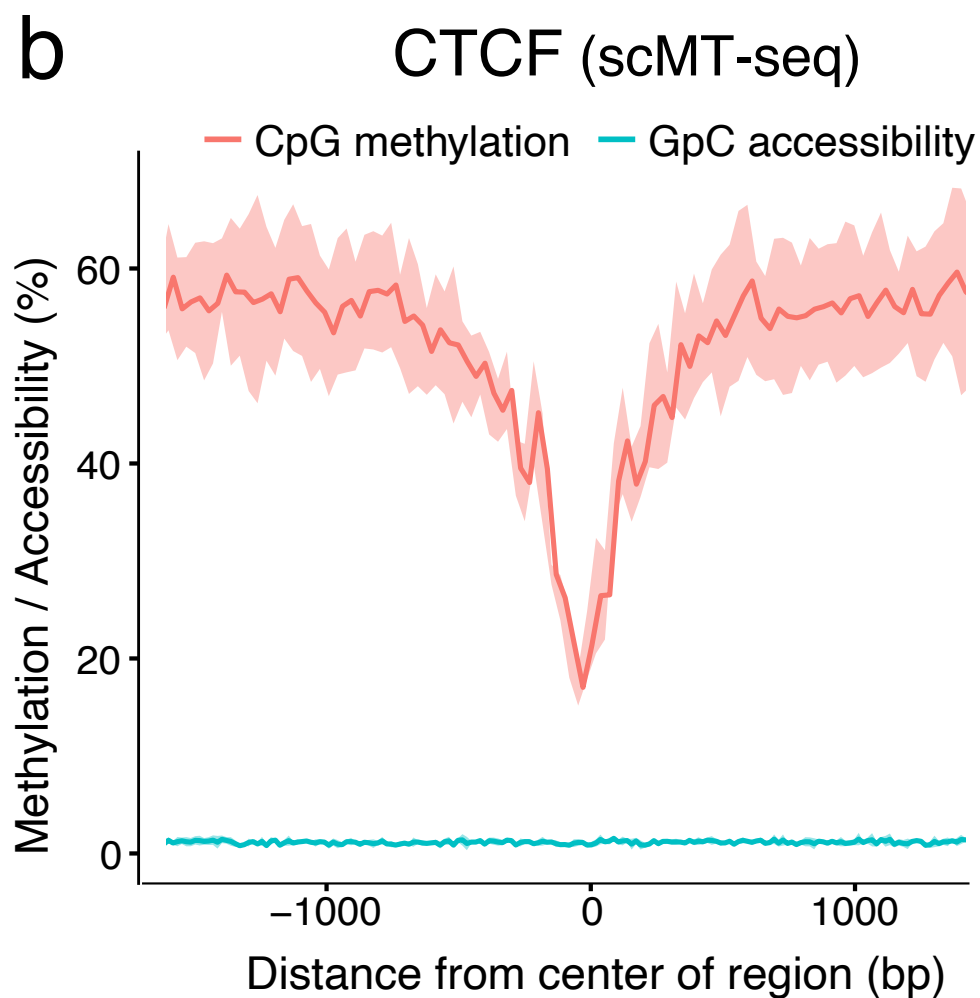 b
CTCF (scMT-seq)
CpG methylation
GpC accessibility
Methylation / Accessibility (%)
60
40
20
0
−1000
0
1000
Distance from center of region (bp)